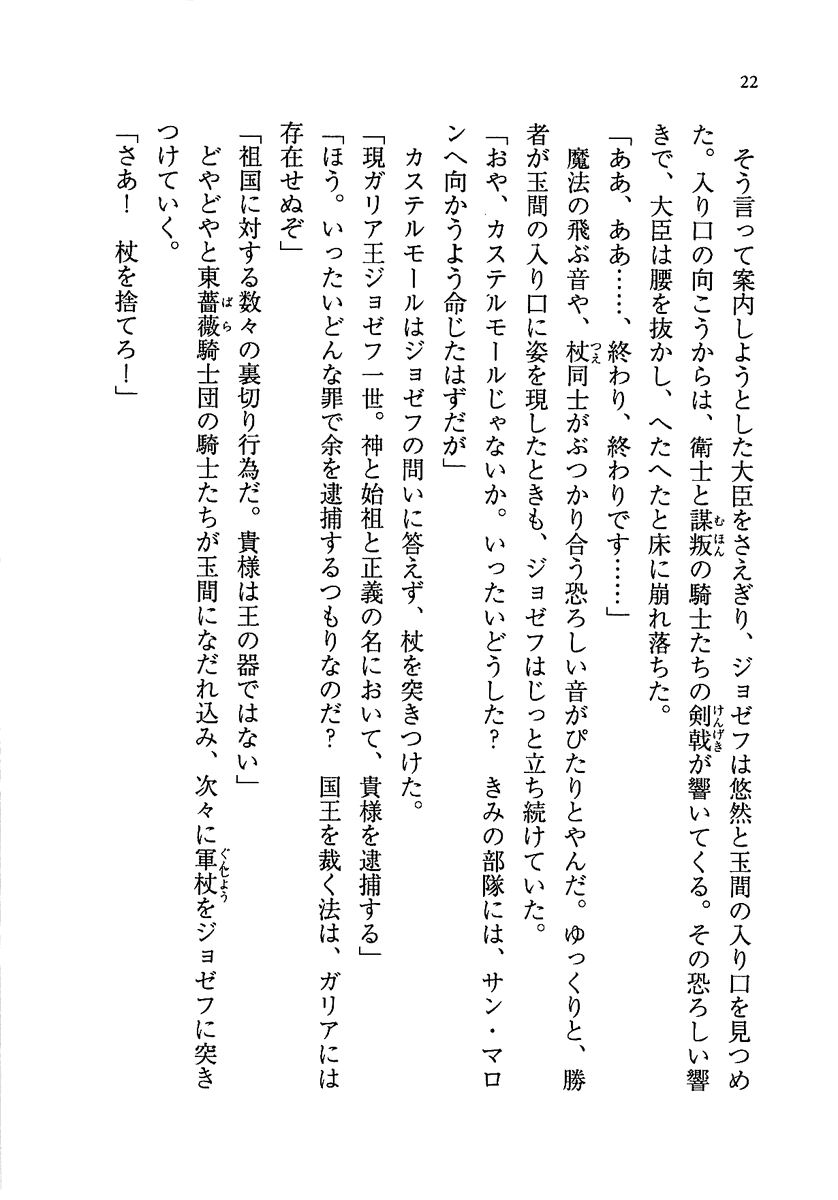 22
そう言って案内しようとした大臣をさえぎり、ジョゼフは悠然と玉間の入り口を見つめ
た。入り口の向こうからは、衛士と謀叛の騎士たちの剣戟が響いてくる。その恐ろしい響
きで、大臣は腰を抜かし、へたへたと床に崩れ落ちた。
「ああ、ああ……、終わり、終わりです……」
魔法の飛ぶ音や、杖同士がぶつかり合う恐ろしい音がぴたりとやんだ。ゆっくりと、勝
者が玉間の入り口に姿を現したときも、ジョゼフはじっと立ち続けていた。
「おや、カステルモールじゃないか。いったいどうした？　きみの部隊には、サン・マロ
ンへ向かうよう命じたはずだが」
カステルモールはジョゼフの問いに答えず、杖を突きつけた。
「現ガリア王ジョゼフ一世。神と始祖と正義の名において、貴様を逮捕する」
「ほう。いったいどんな罪で余を逮捕するつもりなのだ？　国王を裁く法は、ガリアには
存在せぬぞ」
「祖国に対する数々の裏切り行為だ。貴様は王の器ではない」
どやどやと東薔薇騎士団の騎士たちが玉間になだれ込み、次々に軍杖をジョゼフに突き
つけていく。
「さあ！　杖を捨てろ！」